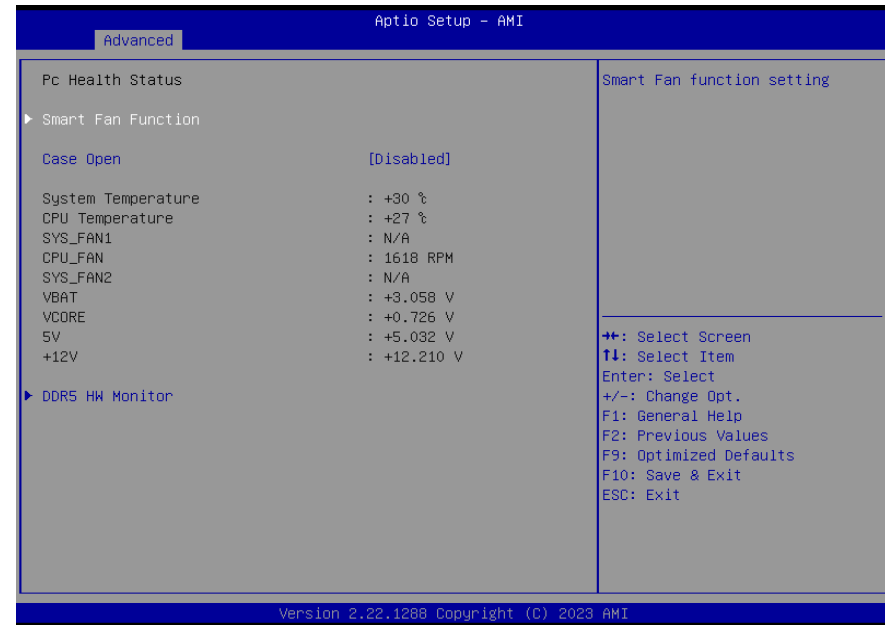 Aptio Setup – AMI
Advanced
Pc Health Status
Smart Fan Function
Case Open [Disabled]
System Temperature : +30 ℃
CPU Temperature : +27 ℃
SYS_FAN1 : N/A
CPU_FAN : 1618 RPM
SYS_FAN2 : N/A
VBAT : +3.058 V
VCORE : +0.726 V
5V : +5.032 V
+12V : +12.210 V
DDR5 HW Monitor
Smart Fan function setting
→←: Select Screen
↑↓: Select Item
Enter: Select
+/-: Change Opt.
F1: General Help
F2: Previous Values
F9: Optimized Defaults
F10: Save & Exit
ESC: Exit
Version 2.22.1288 Copyright (C) 2023 AMI